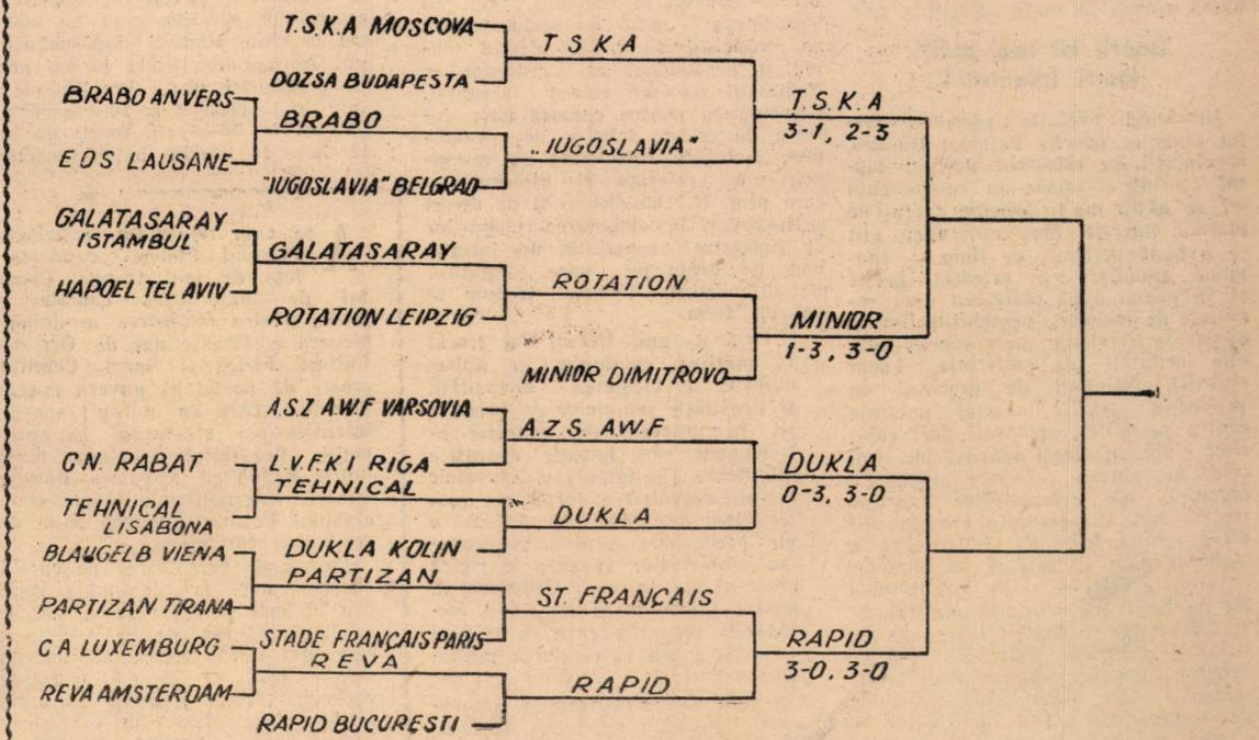 T.S.K.A MOSCOVA
T S K A
DOZSA BUDAPESTA
BRABO ANVERS
BRABO
EOS LAUSANE
„IUGOSLAVIA"
"IUGOSLAVIA" BELGRAD
T.S.K.A
3-1, 2-3
GALATASARAY
ISTAMBUL
GALATASARAY
HAPOEL TEL AVIV
ROTATION
ROTATION LEIPZIG
MINIOR
1-3, 3-0
MINIOR DIMITROVO
A.S.Z A.W.F VARSOVIA
A.Z.S. A.W.F
C N. RABAT
L.V.F.K I RIGA
TEHNICAL
TEHNICAL
LISABONA
DUKLA
DUKLA
0-3, 3-0
DUKLA KOLIN
BLAUGELB VIENA
PARTIZAN
PARTIZAN TIRANA
ST. FRANÇAIS
STADE FRANÇAIS PARIS
C A LUXEMBURG
REVA
REVA AMSTERDAM
RAPID
RAPID BUCURESTI
RAPID
3-0. 3-0